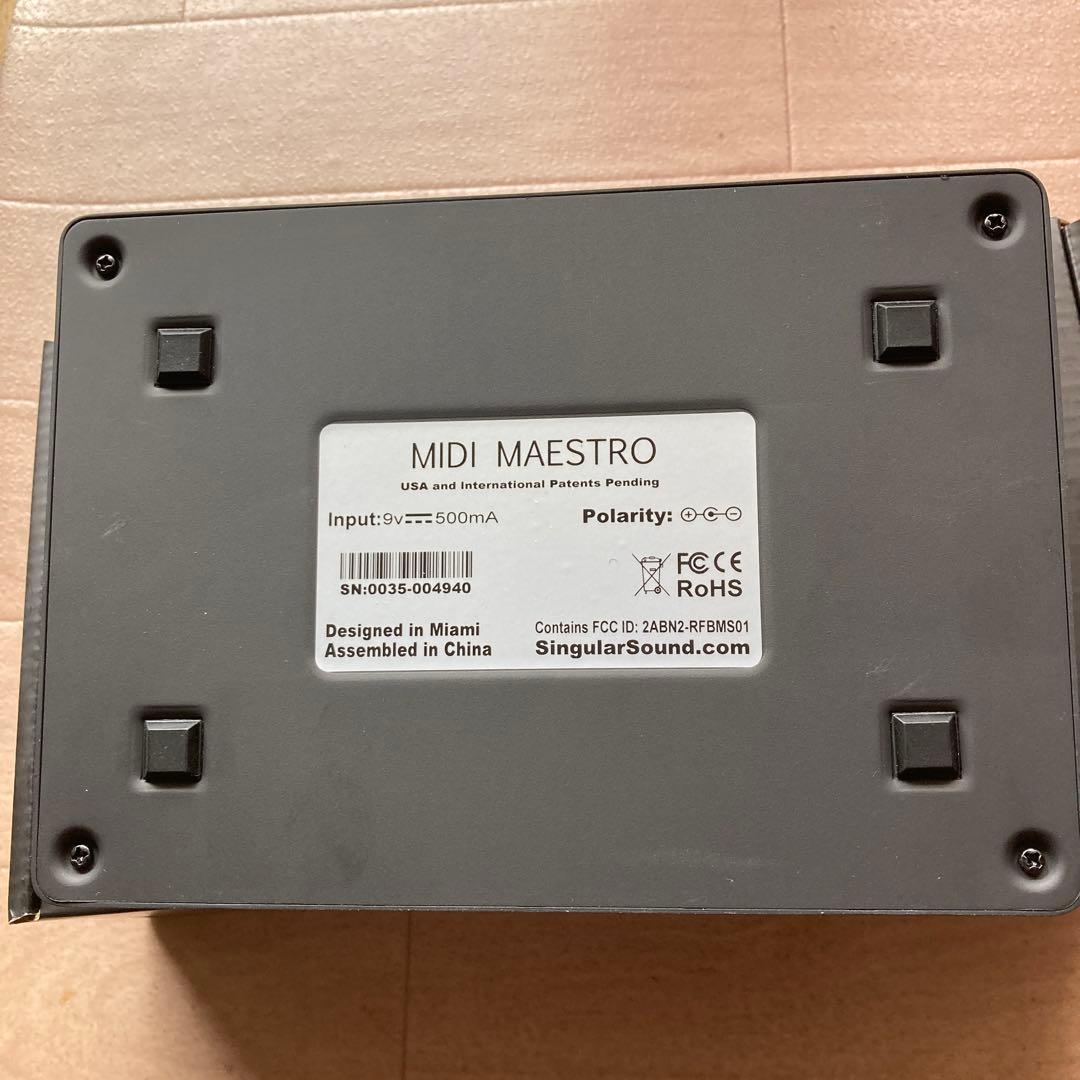 MIDI MAESTRO
USA and International Patents Pending
Input:9v⎓500mA
Polarity:
SN:0035-004940
FC CE
RoHS
Designed in Miami
Assembled in China
Contains FCC ID: 2ABN2-RFBMS01
SingularSound.com